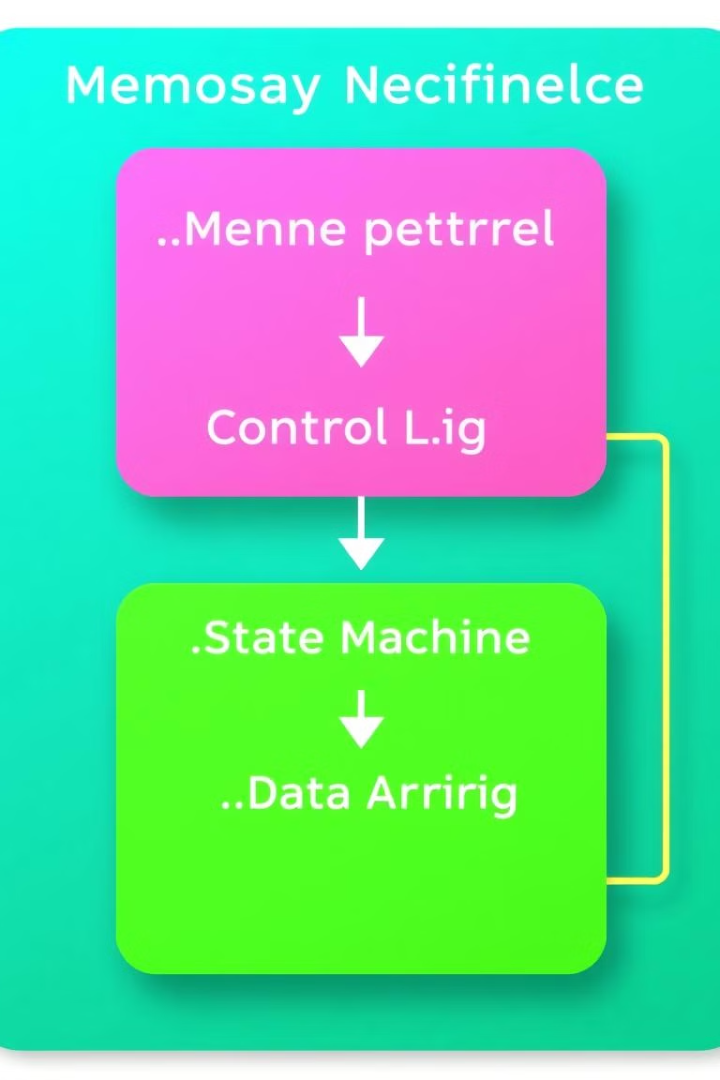 Memosay Necifinelce
..Menne pettrrel
Control L.ig
.State Machine
..Data Arririg